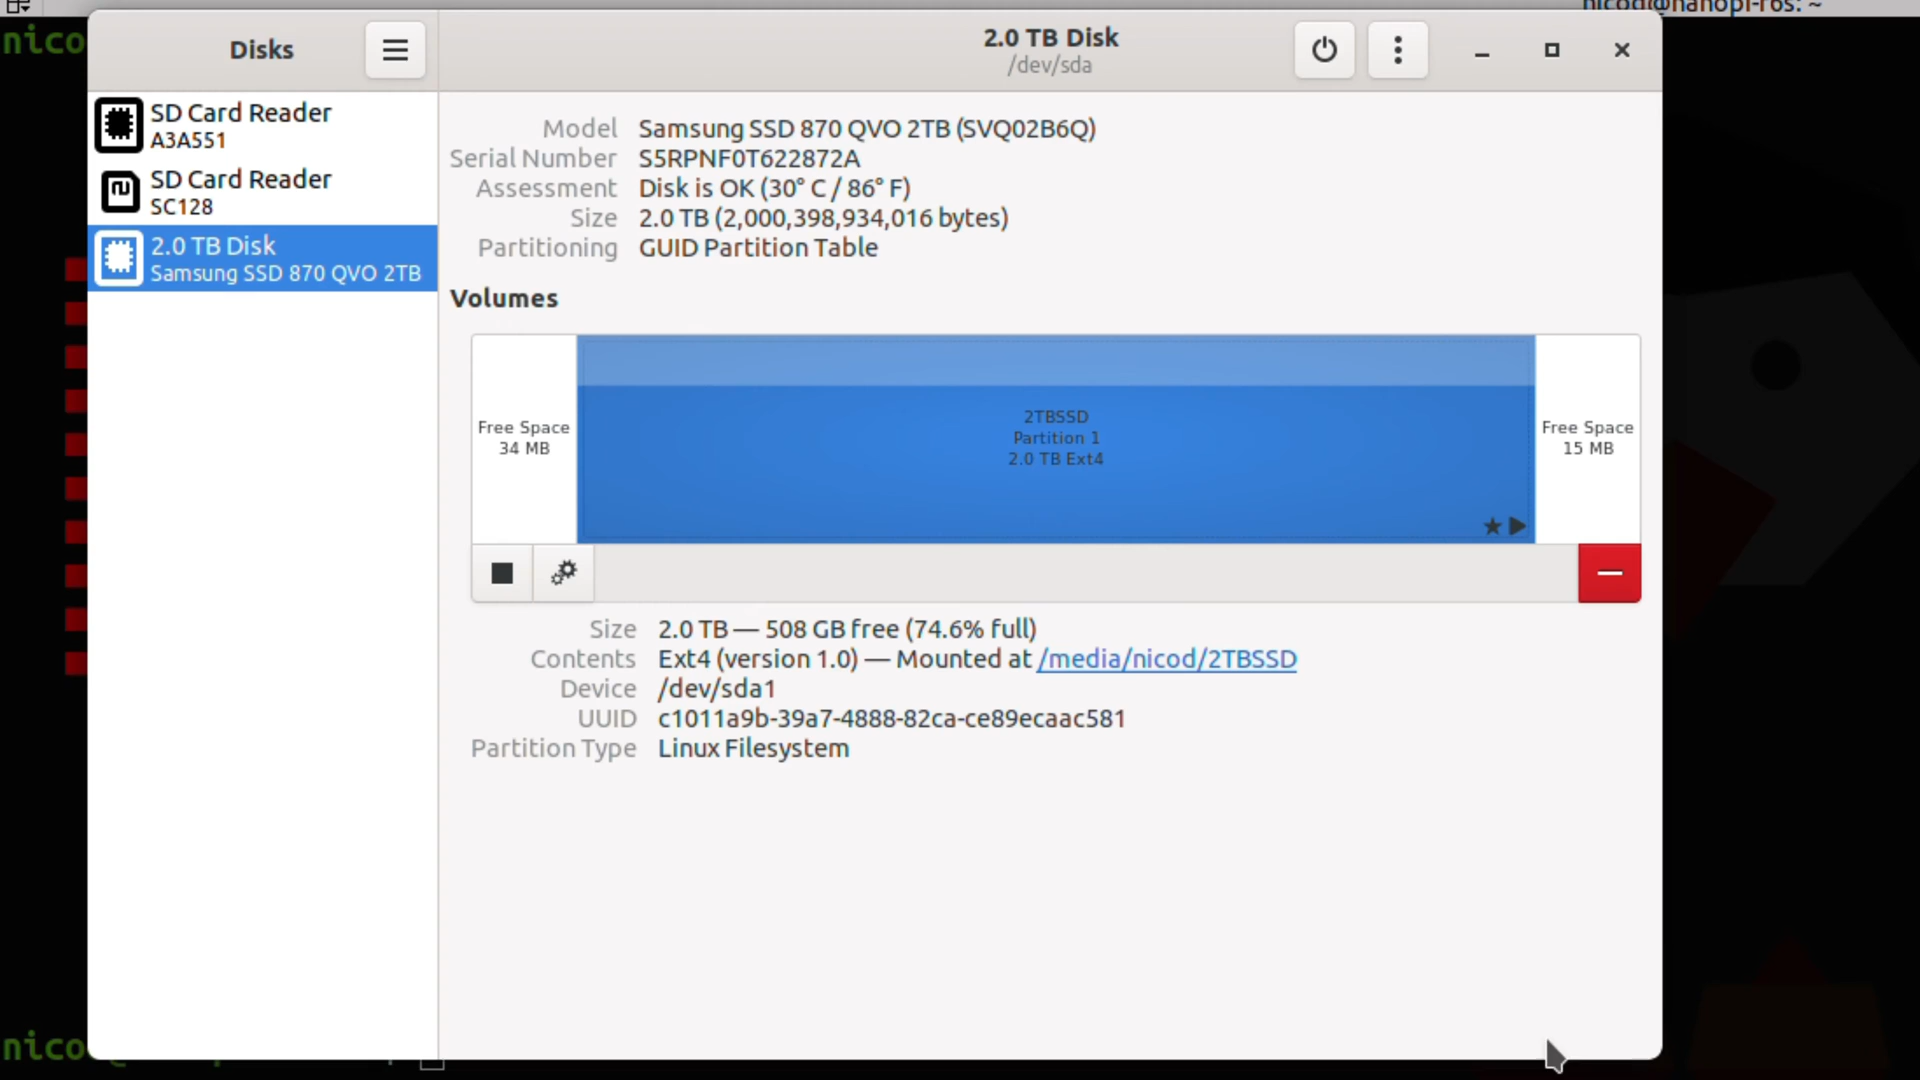 nicod@nanopi-r6s: ~
nico
Disks
2.0 TB Disk
/dev/sda
SD Card Reader
A3A551
SD Card Reader
SC128
2.0 TB Disk
Samsung SSD 870 QVO 2TB
Model Samsung SSD 870 QVO 2TB (SVQ02B6Q)
Serial Number S5RPNF0T622872A
Assessment Disk is OK (30° C / 86° F)
Size 2.0 TB (2,000,398,934,016 bytes)
Partitioning GUID Partition Table
Volumes
Free Space
34 MB
2TBSSD
Partition 1
2.0 TB Ext4
Free Space
15 MB
Size 2.0 TB — 508 GB free (74.6% full)
Contents Ext4 (version 1.0) — Mounted at /media/nicod/2TBSSD
Device /dev/sda1
UUID c1011a9b-39a7-4888-82ca-ce89ecaac581
Partition Type Linux Filesystem
nico